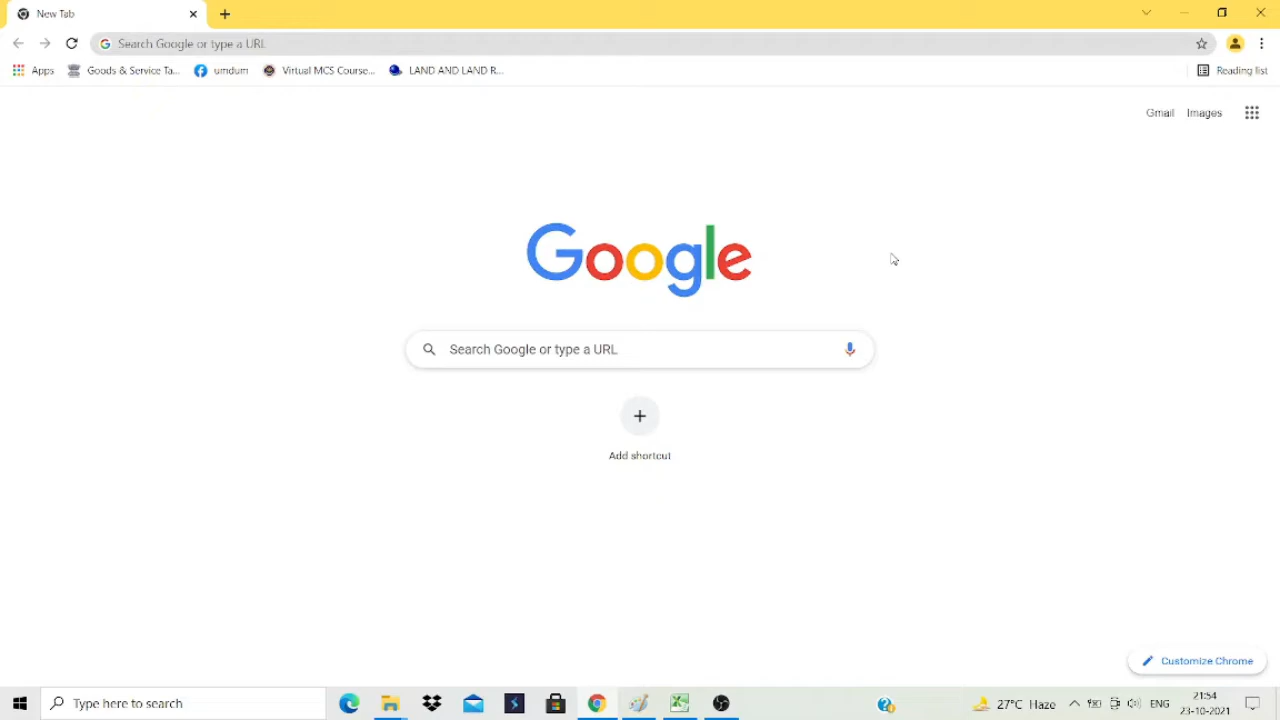 New Tab
Search Google or type a URL
Apps Goods & Service Ta... umdum Virtual MCS Course... LAND AND LAND R... Reading list
Gmail Images
Google
Search Google or type a URL
Add shortcut
Customize Chrome
Type here to search 27°C Haze ENG 21:54
23-10-2021